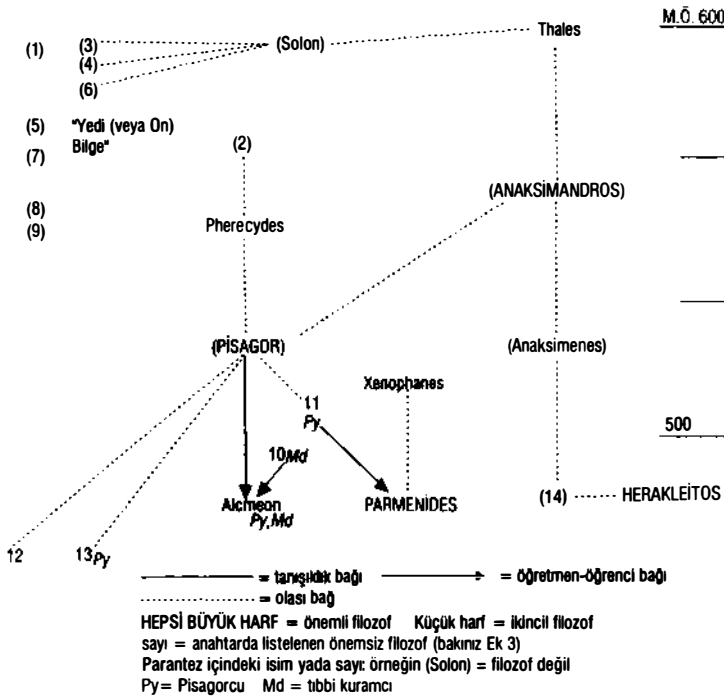 M.Ö. 600
Thales
(1) (3) (Solon)
(4)
(6)
(5) "Yedi (veya On)
(7) Bilge"
(2)
(8)
(9)
Pherecydes
(ANAKSİMANDROS)
(PİSAGOR)
(Anaksimenes)
Xenophanes
11
Py
500
10Md
Alcmeon
Py,Md
PARMENIDES
(14) HERAKLEİTOS
12
13Py
= tanışıklık bağı = öğretmen-öğrenci bağı
= olası bağ
HEPSİ BÜYÜK HARF = önemli filozof Küçük harf = ikincil filozof
sayı = anahtarda listelenen önemsiz filozof (bakınız Ek 3)
Parantez içindeki isim yada sayı: örneğin (Solon) = filozof değil
Py= Pisagorcu Md = tıbbi kuramcı